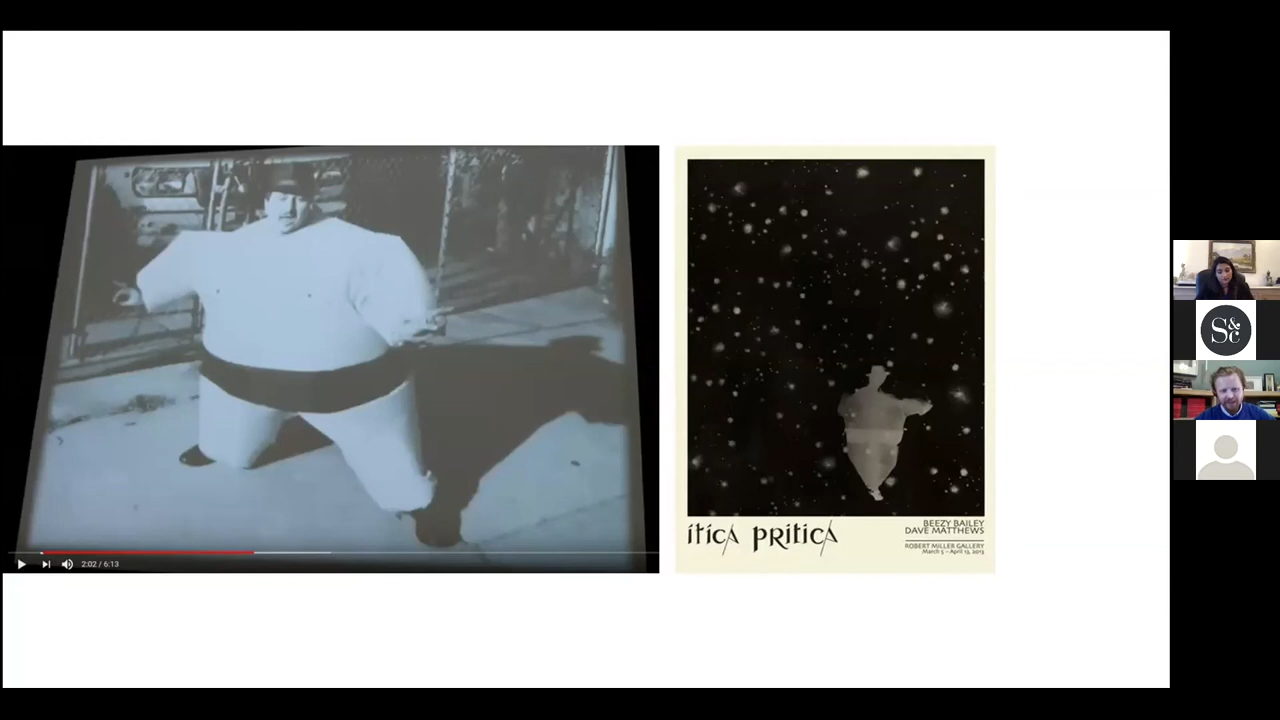 2:02 / 6:13
ítica pritica
BEEZY BAILEY
DAVE MATTHEWS
ROBERT MILLER GALLERY
March 5 – April 13, 2013
S&c